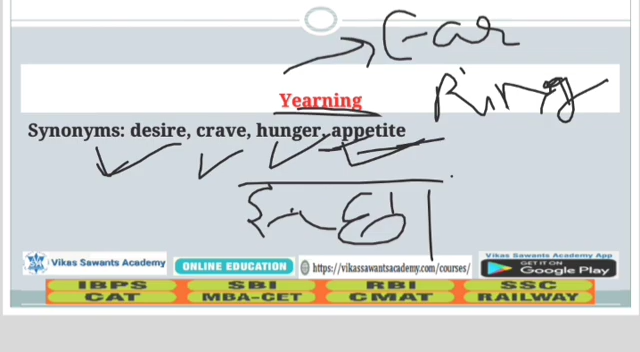 Ear
Ring
Yearning
Synonyms: desire, crave, hunger, appetite
इच्छा
Vikas Sawants Academy
ONLINE EDUCATION
https://vikassawantsacademy.com/courses/
Vikas Sawants Academy App
GET IT ON
Google Play
IBPS SBI RBI SSC
CAT MBA-CET CMAT RAILWAY